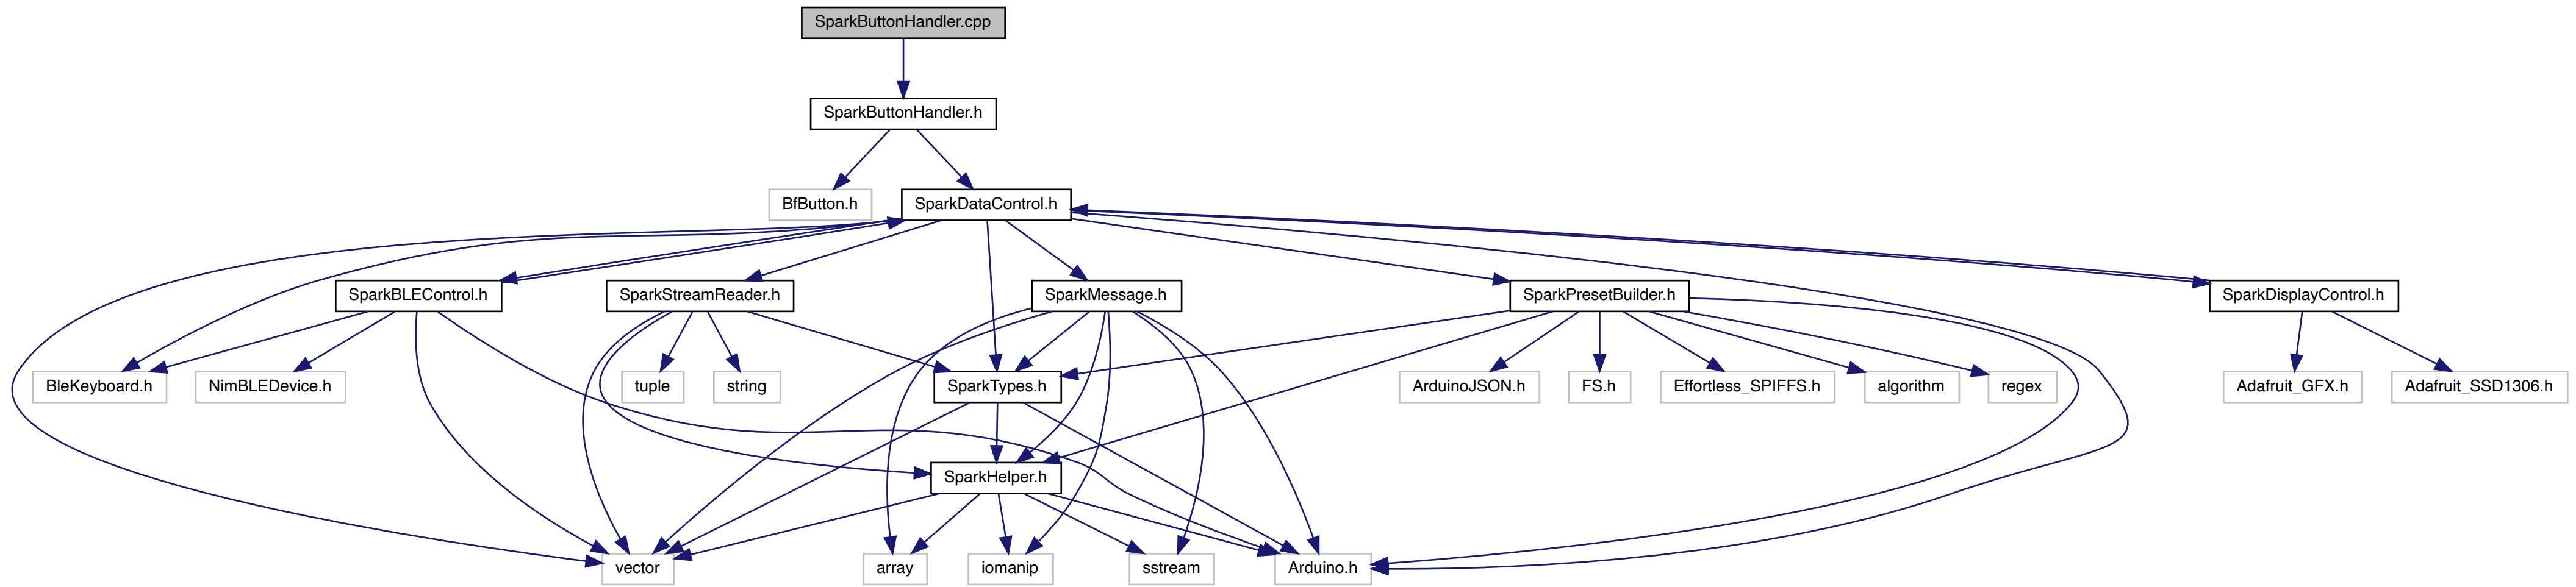 SparkButtonHandler.cpp
SparkButtonHandler.h
BfButton.h
SparkDataControl.h
SparkBLEControl.h
SparkStreamReader.h
SparkMessage.h
SparkPresetBuilder.h
SparkDisplayControl.h
BleKeyboard.h
NimBLEDevice.h
tuple
string
SparkTypes.h
ArduinoJSON.h
FS.h
Effortless_SPIFFS.h
algorithm
regex
Adafruit_GFX.h
Adafruit_SSD1306.h
SparkHelper.h
vector
array
iomanip
sstream
Arduino.h